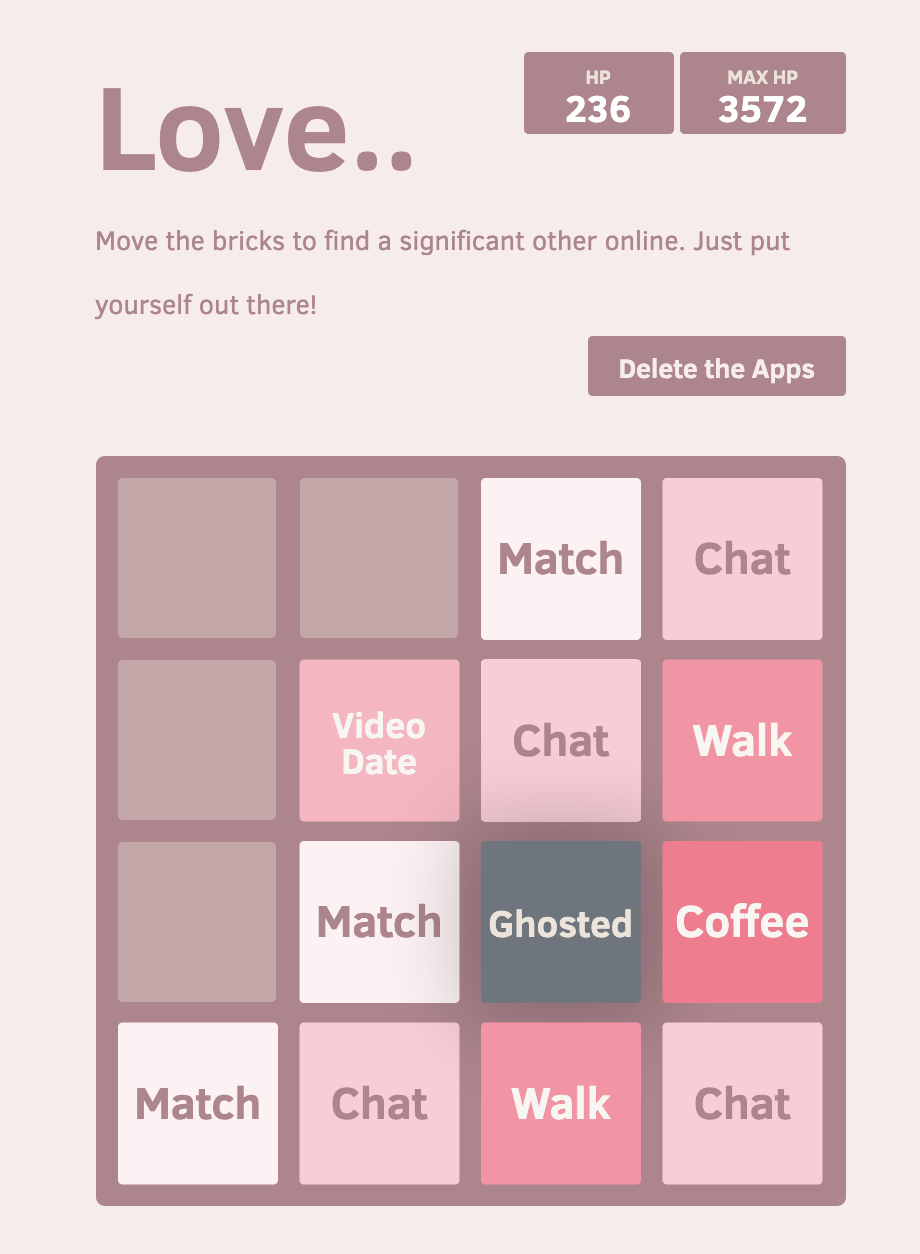 Love..
HP
236
MAX HP
3572
Move the bricks to find a significant other online. Just put
yourself out there!
Delete the Apps
Match
Chat
Video
Date
Chat
Walk
Match
Ghosted
Coffee
Match
Chat
Walk
Chat